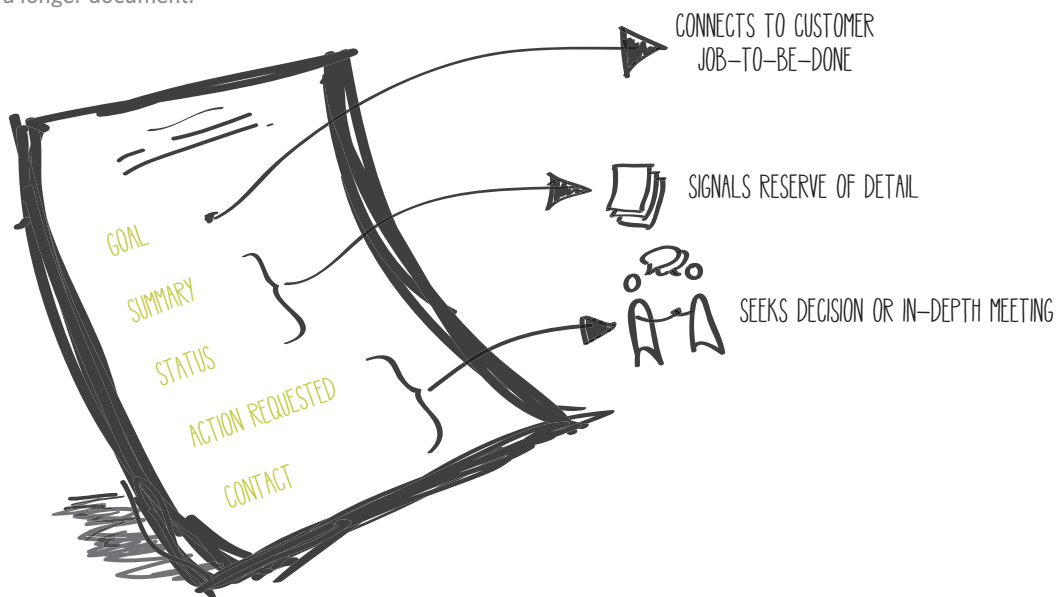 a longer document.
CONNECTS TO CUSTOMER
JOB-TO-BE-DONE
SIGNALS RESERVE OF DETAIL
SEEKS DECISION OR IN-DEPTH MEETING
GOAL
SUMMARY
STATUS
ACTION REQUESTED
CONTACT